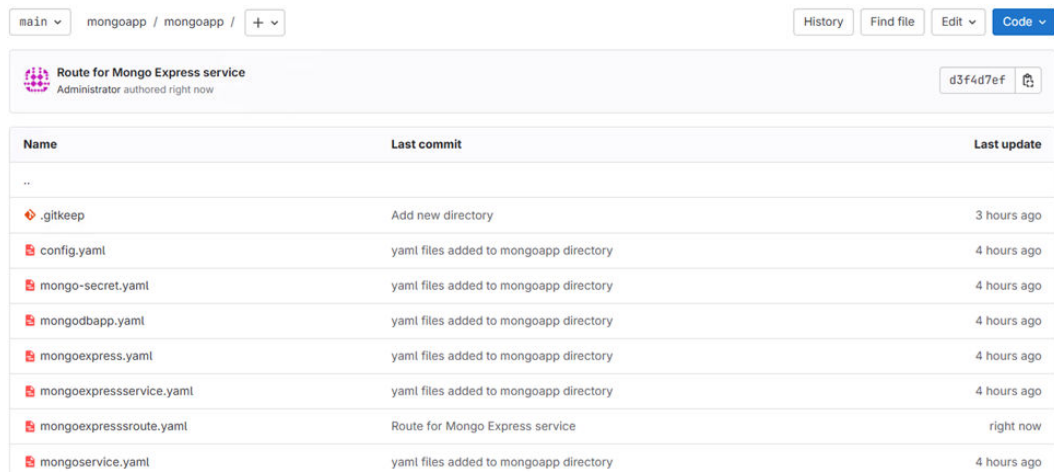 main mongoapp / mongoapp / + History Find file Edit Code
Route for Mongo Express service
Administrator authored right now
d3f4d7ef
Name Last commit Last update
..
.gitkeep Add new directory 3 hours ago
config.yaml yaml files added to mongoapp directory 4 hours ago
mongo-secret.yaml yaml files added to mongoapp directory 4 hours ago
mongodbapp.yaml yaml files added to mongoapp directory 4 hours ago
mongoexpress.yaml yaml files added to mongoapp directory 4 hours ago
mongoexpressservice.yaml yaml files added to mongoapp directory 4 hours ago
mongoexpresssroute.yaml Route for Mongo Express service right now
mongoservice.yaml yaml files added to mongoapp directory 4 hours ago